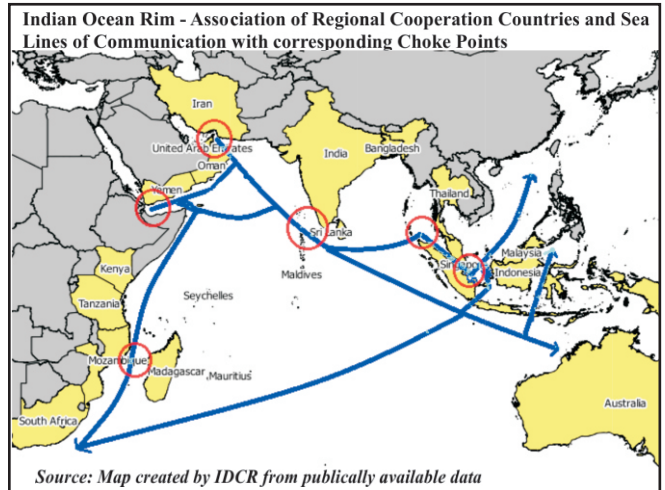 Indian Ocean Rim - Association of Regional Cooperation Countries and Sea
Lines of Communication with corresponding Choke Points
Iran
United Arab Emirates
Oman
India
Bangladesh
Yemen
Thailand
Sri Lanka
Malaysia
Singapore
Indonesia
Kenya
Maldives
Tanzania
Seychelles
Mozambique
Madagascar
Mauritius
Australia
South Africa
Source: Map created by IDCR from publically available data